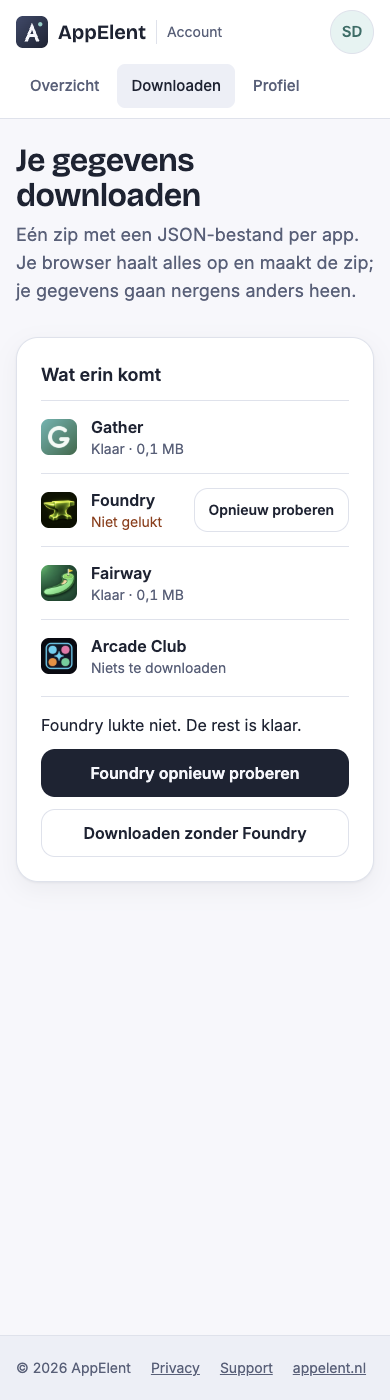 AppElent
Account
SD
Overzicht
Downloaden
Profiel
Je gegevens
downloaden
Eén zip met een JSON-bestand per app.
Je browser haalt alles op en maakt de zip;
je gegevens gaan nergens anders heen.
Wat erin komt
Gather
Klaar · 0,1 MB
Foundry
Niet gelukt
Opnieuw proberen
Fairway
Klaar · 0,1 MB
Arcade Club
Niets te downloaden
Foundry lukte niet. De rest is klaar.
Foundry opnieuw proberen
Downloaden zonder Foundry
© 2026 AppElent Privacy Support appelent.nl